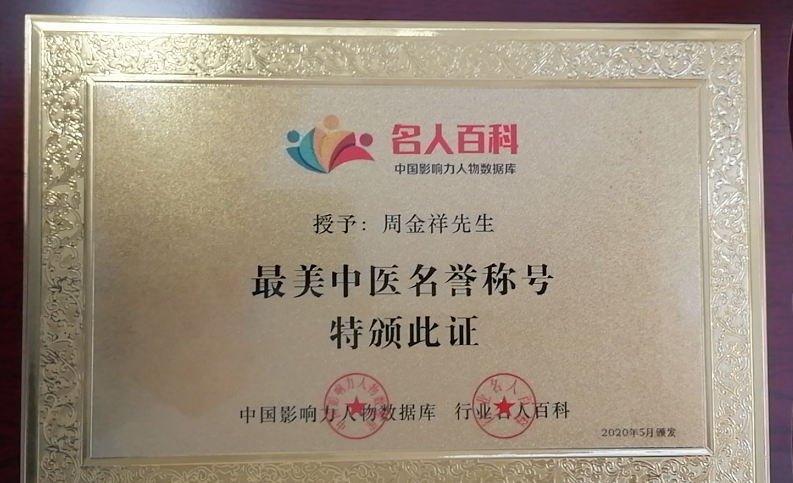 名人百科
中国影响力人物数据库
授予：周金祥先生
最美中医名誉称号
特颁此证
中国影响力人物数据库 行业名人百科
2020年5月颁发